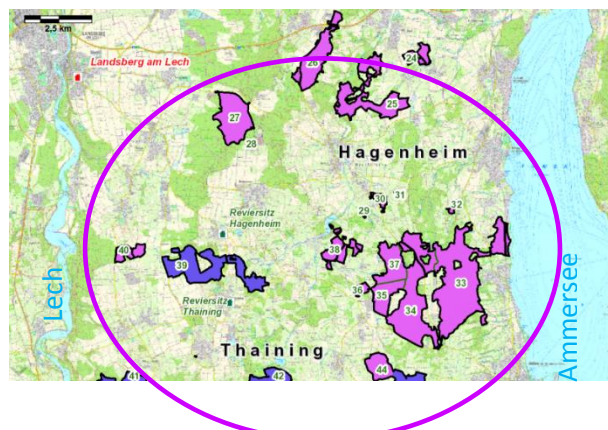 2,5 km
Landsberg am Lech
26
24
25
27
28
Hagenheim
30
31
29
32
Reviersitz
Hagenheim
38
40
39
37
33
36
35
Reviersitz
Thaining
34
Lech
Ammersee
Thaining
41
42
44